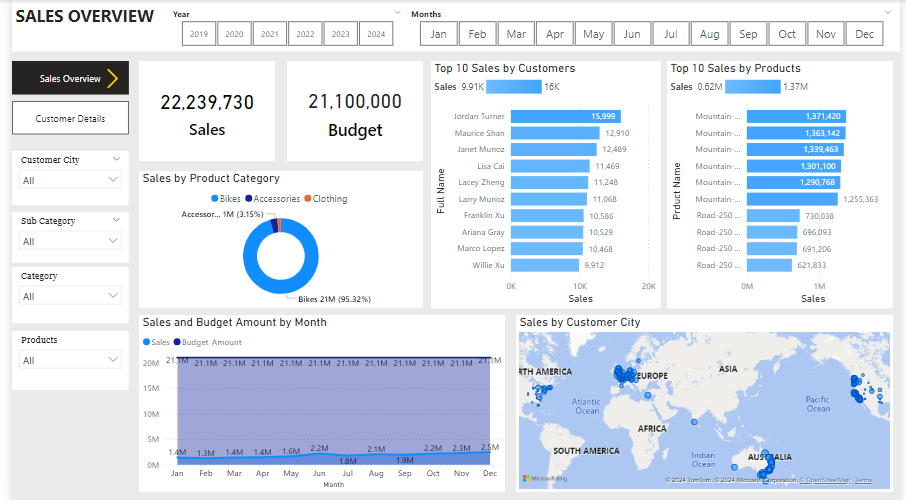 SALES OVERVIEW
Year
2019 2020 2021 2022 2023 2024
Months
Jan Feb Mar Apr May Jun Jul Aug Sep Oct Nov Dec
Sales Overview
Customer Details
Customer City
All
Sub Category
All
Category
All
Products
All
22,239,730
Sales
21,100,000
Budget
Sales by Product Category
Bikes Accessories Clothing
Accessor... 1M (3.15%)
Bikes 21M (95.32%)
Top 10 Sales by Customers
Sales 9.91K 16K
Full Name
Jordan Turner 15,999
Maurice Shan 12,910
Janet Munoz 12,489
Lisa Cai 11,469
Lacey Zheng 11,248
Larry Munoz 11,068
Franklin Xu 10,586
Ariana Gray 10,529
Marco Lopez 10,468
Willie Xu 9,912
0K 10K 20K
Sales
Top 10 Sales by Products
Sales 0.62M 1.37M
Prduct Name
Mountain-... 1,371,420
Mountain-... 1,363,142
Mountain-... 1,339,463
Mountain-... 1,301,100
Mountain-... 1,290,768
Mountain-... 1,255,363
Road-250 ... 730,038
Road-250 ... 696,093
Road-250 ... 691,206
Road-250 ... 621,833
0M 1M
Sales
Sales and Budget Amount by Month
Sales Budget Amount
20M
15M
10M
5M
0M
21.1M 21.1M 21.1M 21.1M 21.1M 21.1M 21.1M 21.1M 21.1M 21.1M 21.1M
1.4M 1.3M 1.4M 1.4M 1.6M 2.2M 1.8M 2.1M 1.9M 2.2M 2.3M 2.5M
Jan Feb Mar Apr May Jun Jul Aug Sep Oct Nov Dec
Month
Sales by Customer City
RTH AMERICA
EUROPE
ASIA
Atlantic
Ocean
Pacific
Ocean
AFRICA
SOUTH AMERICA
Indian
Ocean
AUSTRALIA
Microsoft Bing
© 2024 TomTom, © 2024 Microsoft Corporation, © OpenStreetMap Terms